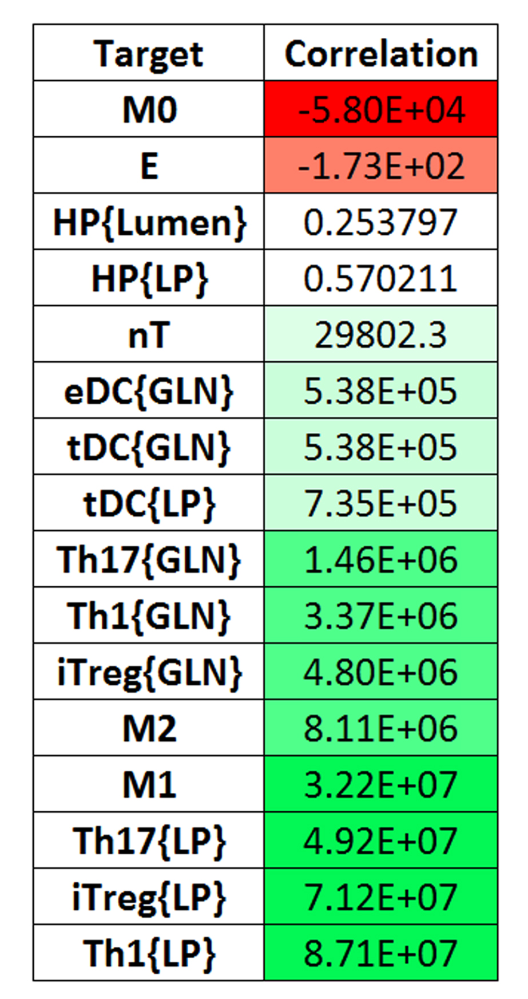 Target Correlation
M0 -5.80E+04
E -1.73E+02
HP{Lumen} 0.253797
HP{LP} 0.570211
nT 29802.3
eDC{GLN} 5.38E+05
tDC{GLN} 5.38E+05
tDC{LP} 7.35E+05
Th17{GLN} 1.46E+06
Th1{GLN} 3.37E+06
iTreg{GLN} 4.80E+06
M2 8.11E+06
M1 3.22E+07
Th17{LP} 4.92E+07
iTreg{LP} 7.12E+07
Th1{LP} 8.71E+07